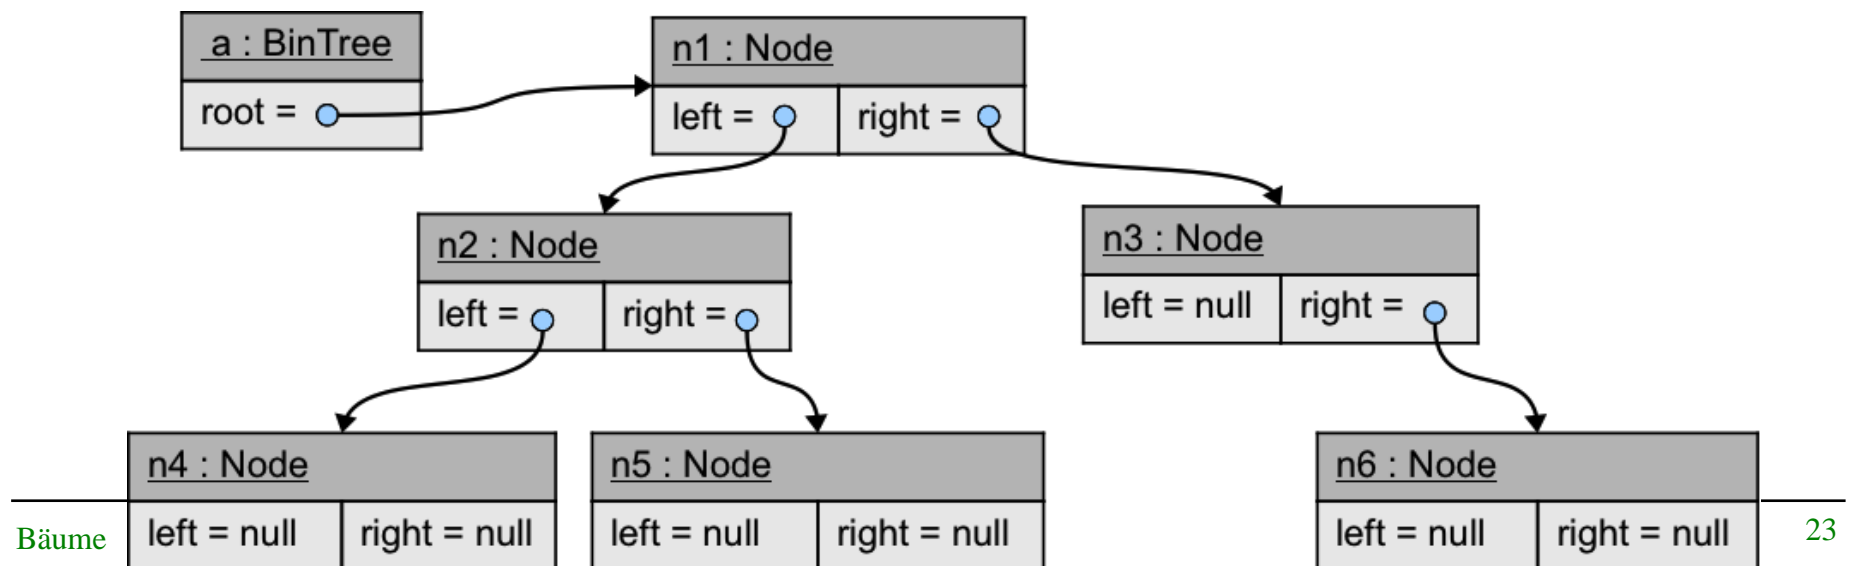 a : BinTree
root =
n1 : Node
left = right =
n2 : Node
left = right =
n3 : Node
left = null right =
n4 : Node
left = null right = null
n5 : Node
left = null right = null
n6 : Node
left = null right = null
Bäume
23